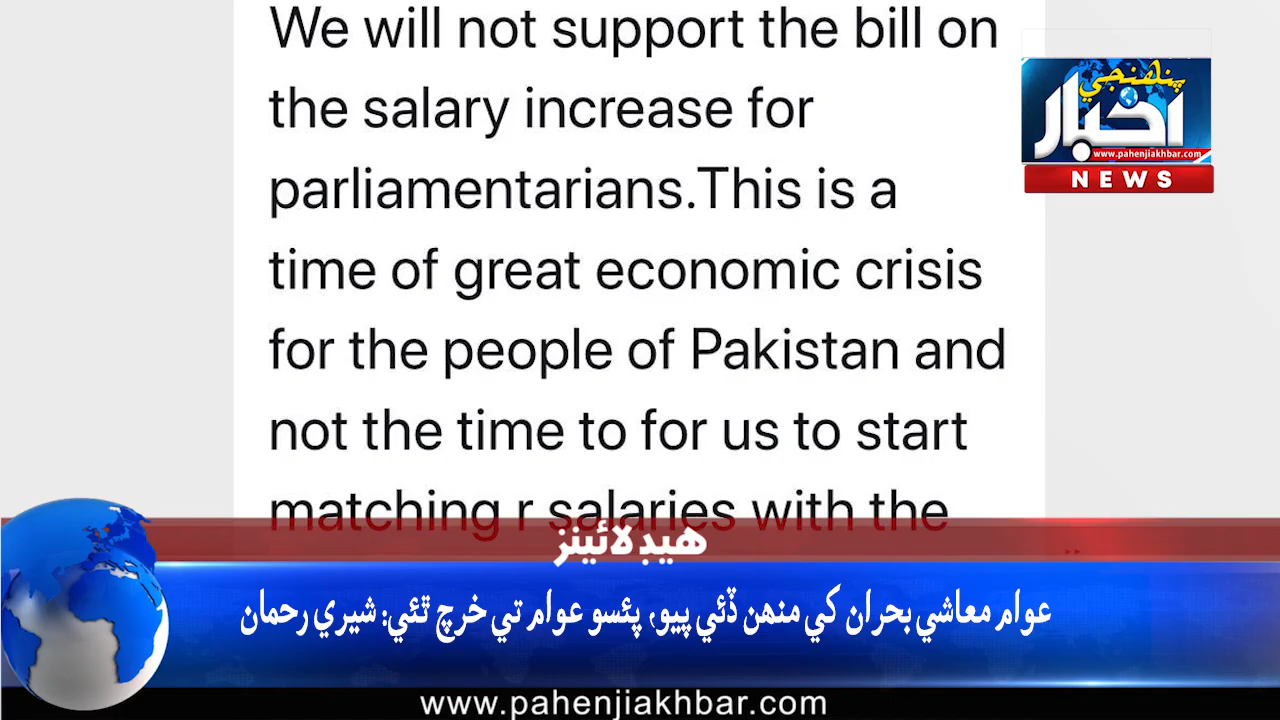 We will not support the bill on
the salary increase for
parliamentarians.This is a
time of great economic crisis
for the people of Pakistan and
not the time to for us to start
matching r salaries with the
پنهنجي
اخبار
www.pahenjiakhbar.com
NEWS
هيڊلائينز
عوام معاشي بحران کي منهن ڏئي پيو، پئسو عوام تي خرچ ٿئي: شيري رحمان
www.pahenjiakhbar.com